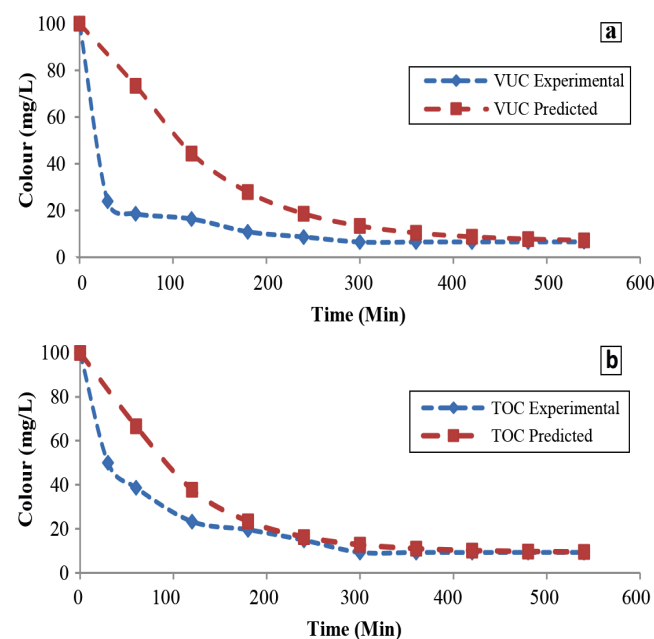 a
100
80
60
40
20
0
Colour (mg/L)
VUC Experimental
VUC Predicted
0 100 200 300 400 500 600
Time (Min)
b
100
80
60
40
20
0
Colour (mg/L)
TOC Experimental
TOC Predicted
0 100 200 300 400 500 600
Time (Min)